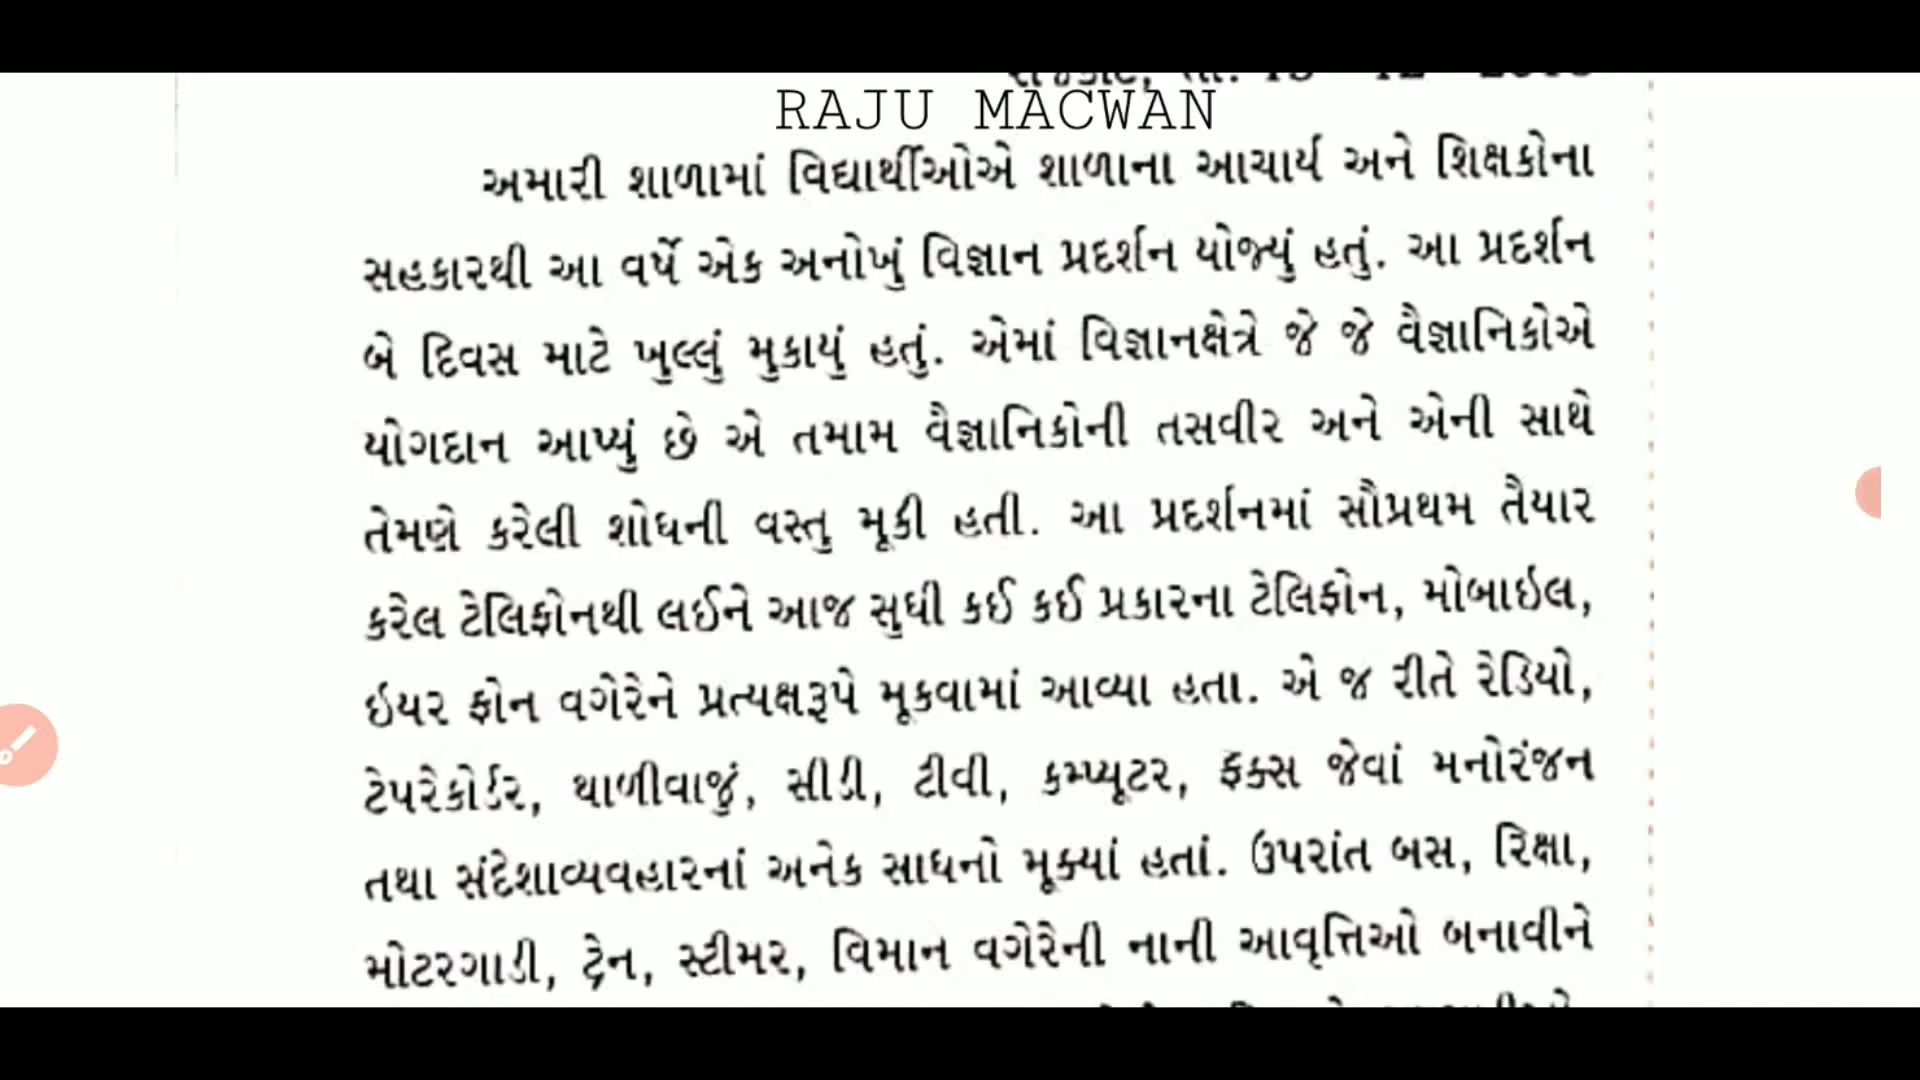 RAJU MACWAN
અમારી શાળામાં વિદ્યાર્થીઓએ શાળાના આચાર્ય અને શિક્ષકોના
સહકારથી આ વર્ષે એક અનોખું વિજ્ઞાન પ્રદર્શન યોજ્યું હતું. આ પ્રદર્શન
બે દિવસ માટે ખુલ્લું મુકાયું હતું. એમાં વિજ્ઞાનક્ષેત્રે જે જે વૈજ્ઞાનિકોએ
યોગદાન આપ્યું છે એ તમામ વૈજ્ઞાનિકોની તસવીર અને એની સાથે
તેમણે કરેલી શોધની વસ્તુ મૂકી હતી. આ પ્રદર્શનમાં સૌપ્રથમ તૈયાર
કરેલ ટેલિફોનથી લઈને આજ સુધી કઈ કઈ પ્રકારના ટેલિફોન, મોબાઇલ,
ઇયર ફોન વગેરેને પ્રત્યક્ષરૂપે મૂકવામાં આવ્યા હતા. એ જ રીતે રેડિયો,
ટેપરેકોર્ડર, થાળીવાજું, સીડી, ટીવી, કમ્પ્યૂટર, ફક્સ જેવાં મનોરંજન
તથા સંદેશાવ્યવહારનાં અનેક સાધનો મૂક્યાં હતાં. ઉપરાંત બસ, રિક્ષા,
મોટરગાડી, ટ્રેન, સ્ટીમર, વિમાન વગેરેની નાની આવૃત્તિઓ બનાવીને